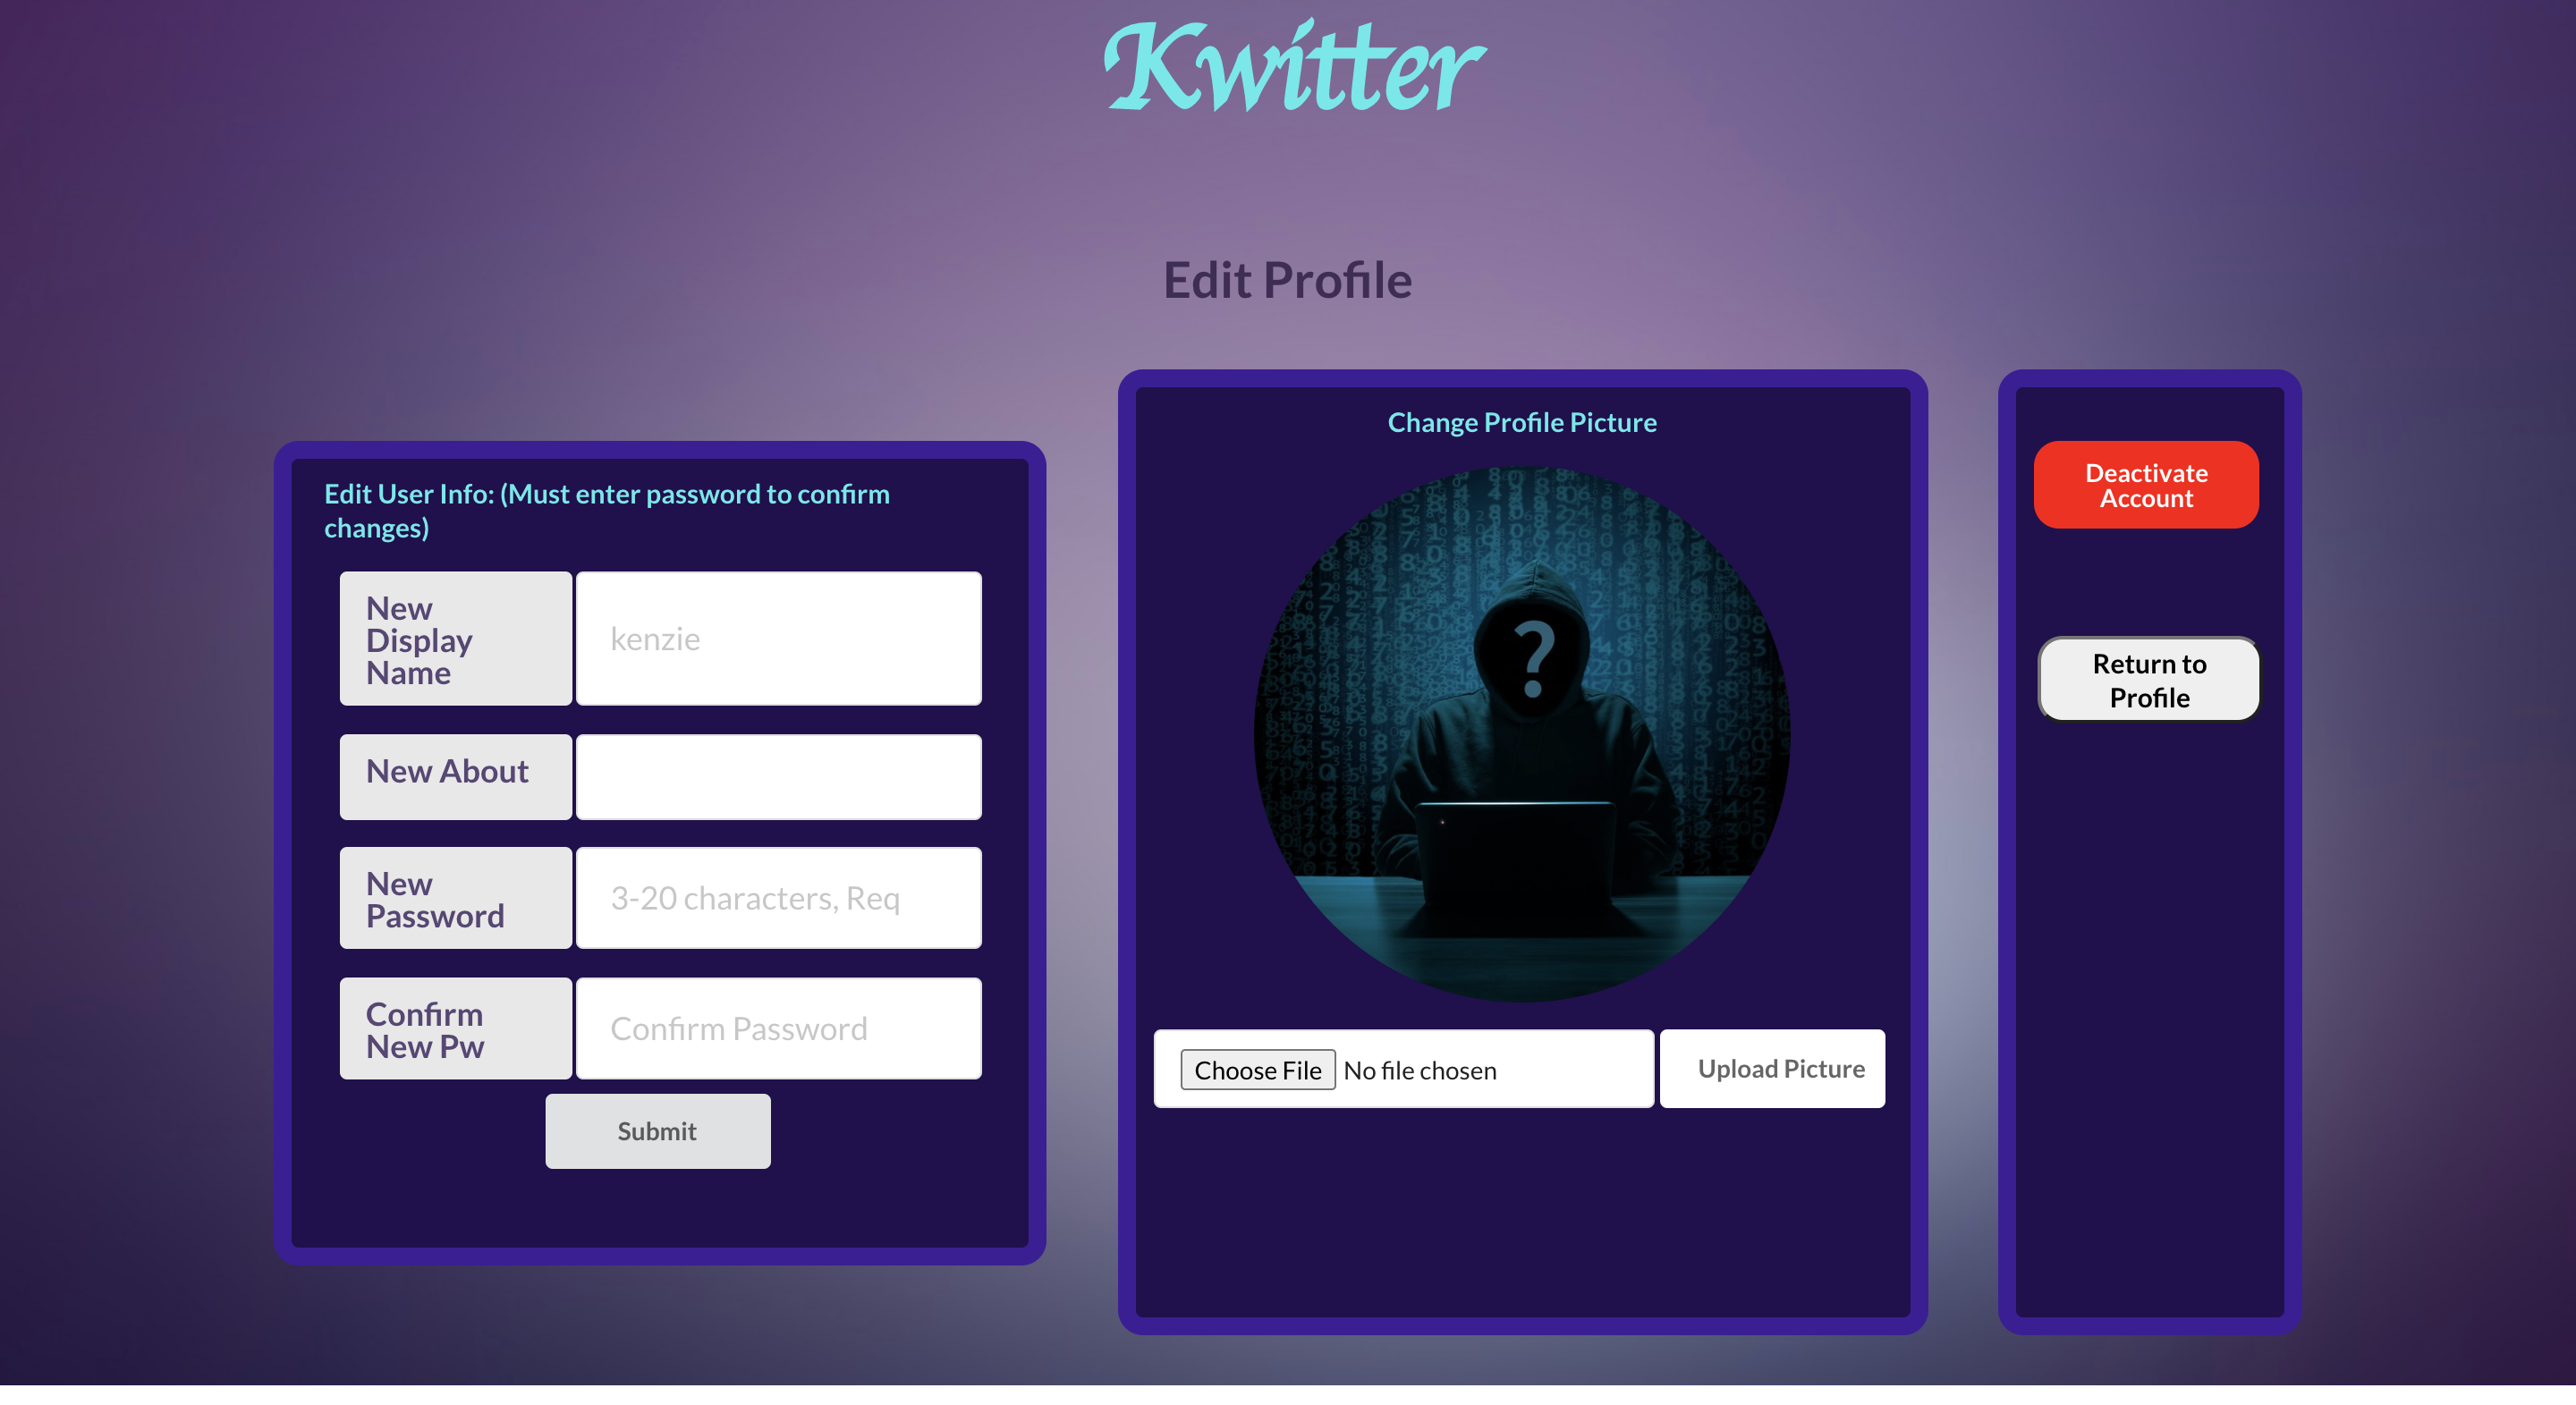 Kwitter
Edit Profile
Edit User Info: (Must enter password to confirm
changes)
New
Display
Name
kenzie
New About
New
Password
3-20 characters, Req
Confirm
New Pw
Confirm Password
Submit
Change Profile Picture
?
Choose File No file chosen
Upload Picture
Deactivate
Account
Return to
Profile